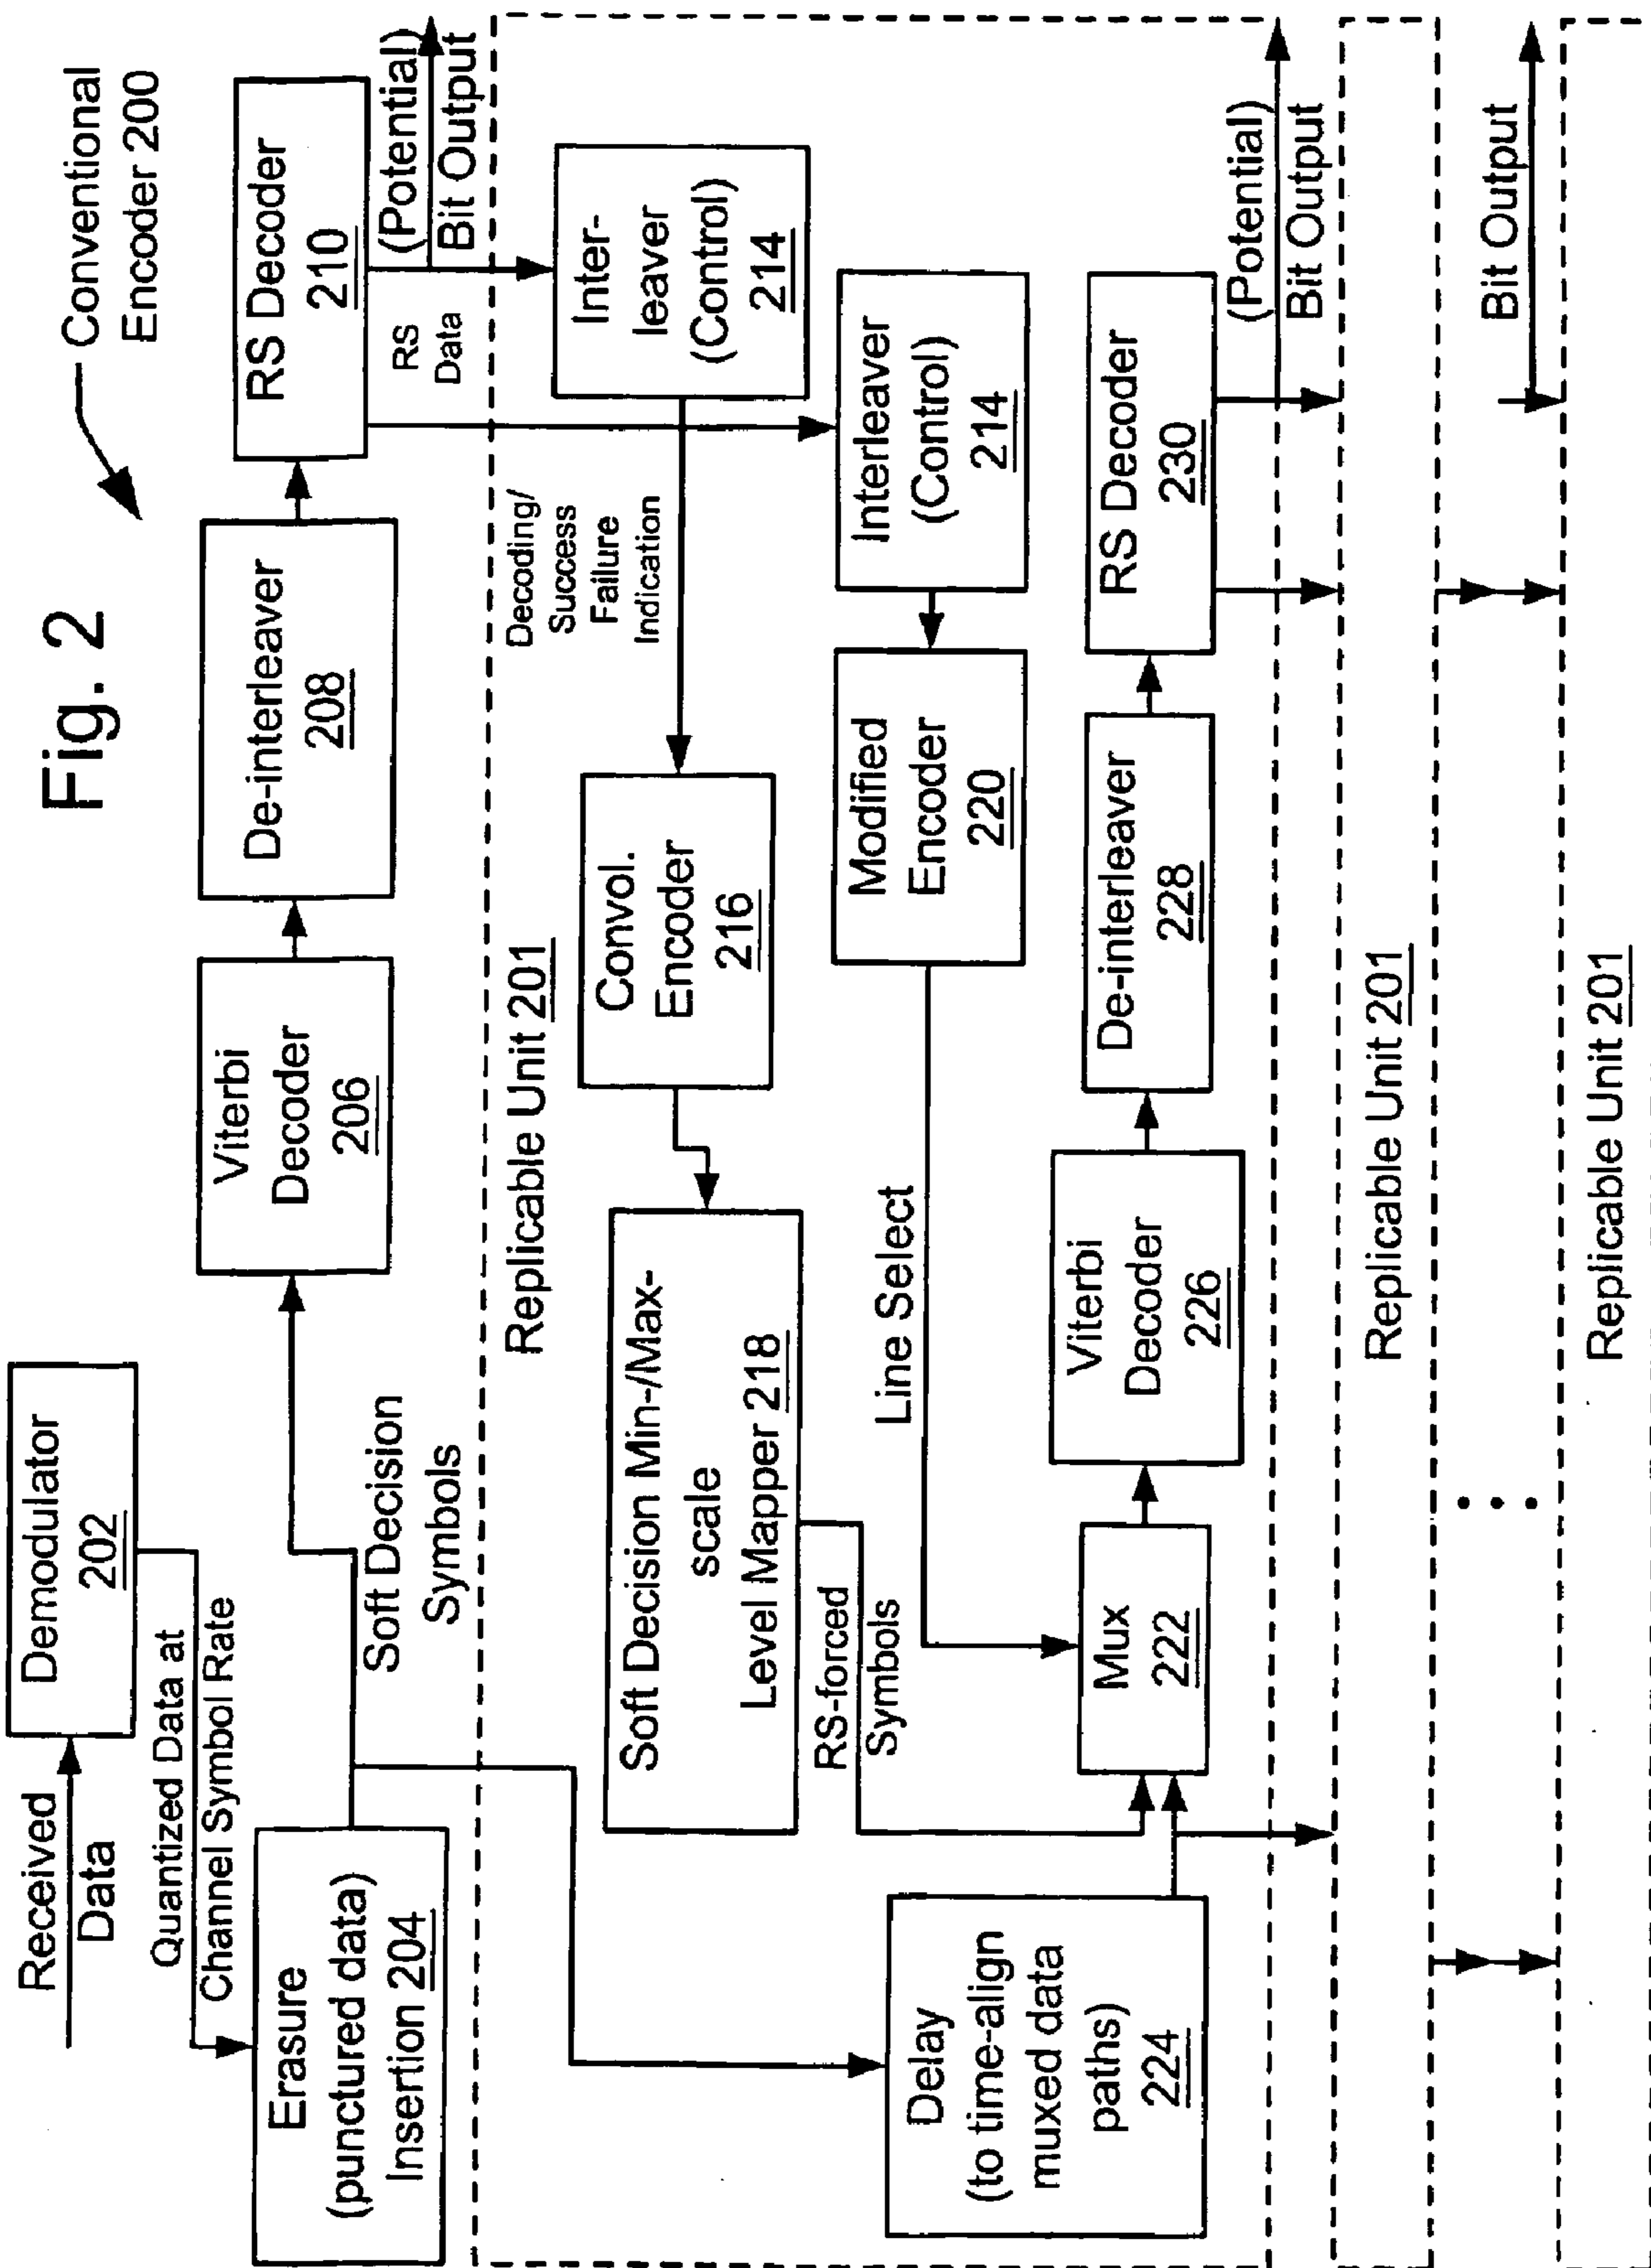 Fig. 2
Conventional
Encoder 200
Received
Data
Demodulator
202
Quantized Data at
Channel Symbol Rate
Erasure
(punctured data)
Insertion 204
Soft Decision
Symbols
Viterbi
Decoder
206
De-interleaver
208
RS Decoder
210
RS
Data
(Potential)
Bit Output
Replicable Unit 201
Decoding/
Success
Failure
Indication
Inter-
leaver
(Control)
214
Convol.
Encoder
216
Soft Decision Min-/Max-
scale
Level Mapper 218
RS-forced
Symbols
Line Select
Modified
Encoder
220
Interleaver
(Control)
214
Delay
(to time-align
muxed data
paths)
224
Mux
222
Viterbi
Decoder
226
De-interleaver
228
RS Decoder
230
(Potential)
Bit Output
Replicable Unit 201
Bit Output
Replicable Unit 201